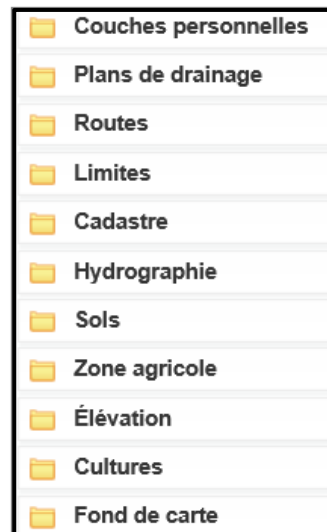 Couches personnelles
Plans de drainage
Routes
Limites
Cadastre
Hydrographie
Sols
Zone agricole
Élévation
Cultures
Fond de carte